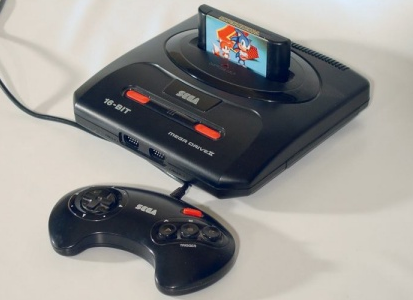 SEGA
16-BIT
MEGA DRIVE II
SEGA